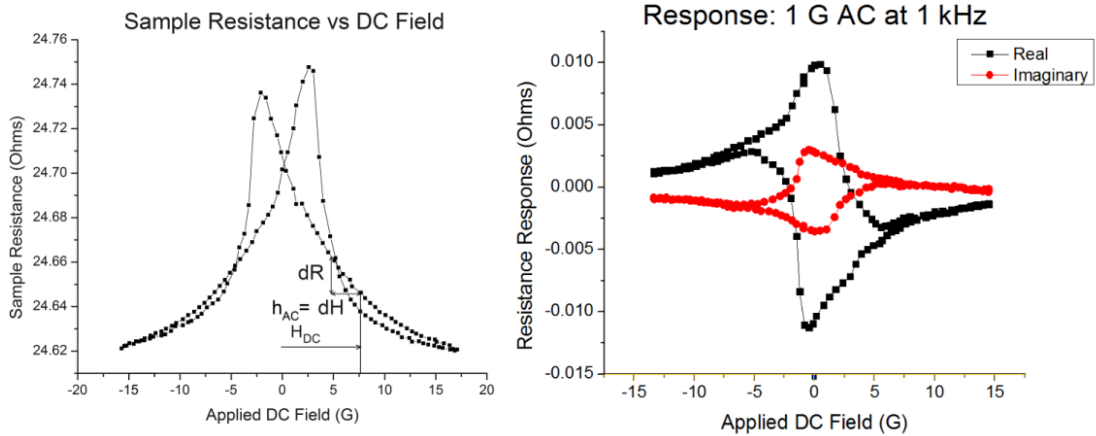 Sample Resistance vs DC Field
24.76
24.74
24.72
24.70
24.68
24.66
24.64
24.62
Sample Resistance (Ohms)
dR
hAC= dH
HDC
-20 -15 -10 -5 0 5 10 15 20
Applied DC Field (G)
Response: 1 G AC at 1 kHz
Real
Imaginary
0.010
0.005
0.000
-0.005
-0.010
-0.015
Resistance Response (Ohms)
-15 -10 -5 0 5 10 15
Applied DC Field (G)